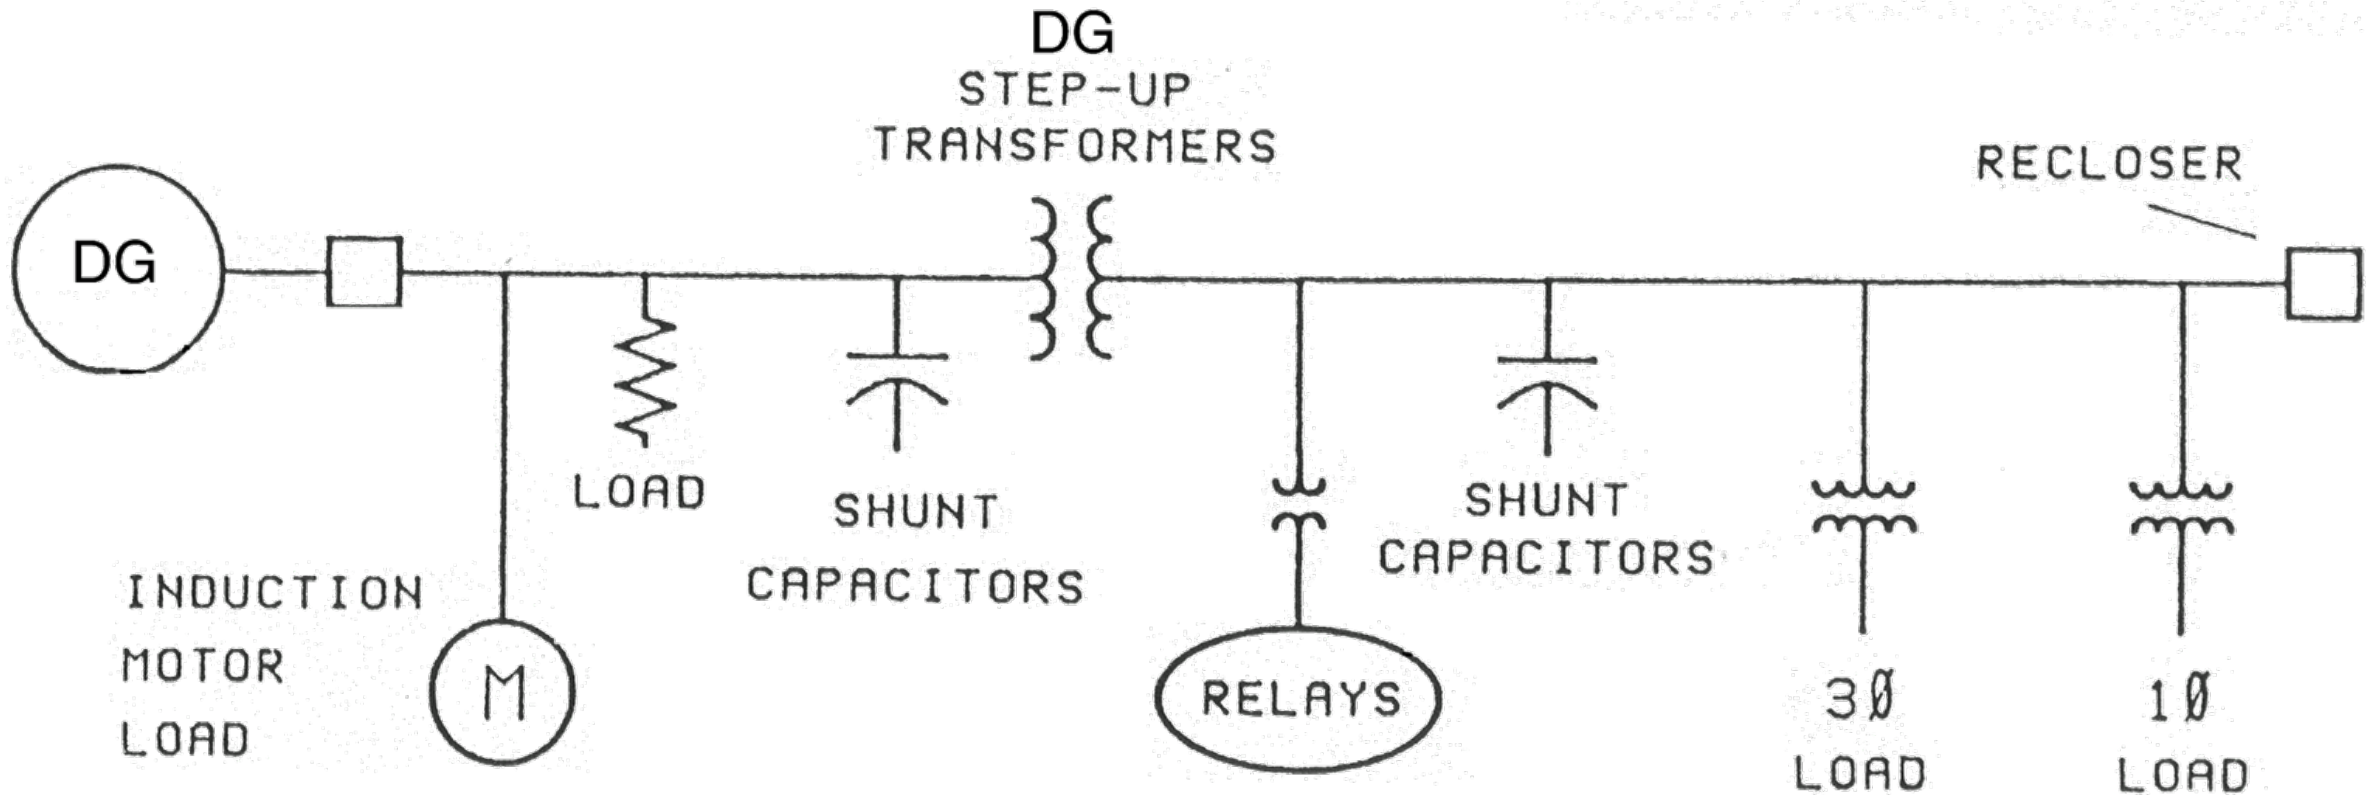 DG
STEP-UP
TRANSFORMERS
RECLOSER
DG
LOAD
SHUNT
CAPACITORS
SHUNT
CAPACITORS
INDUCTION
MOTOR
LOAD
M
RELAYS
3Ø
LOAD
1Ø
LOAD